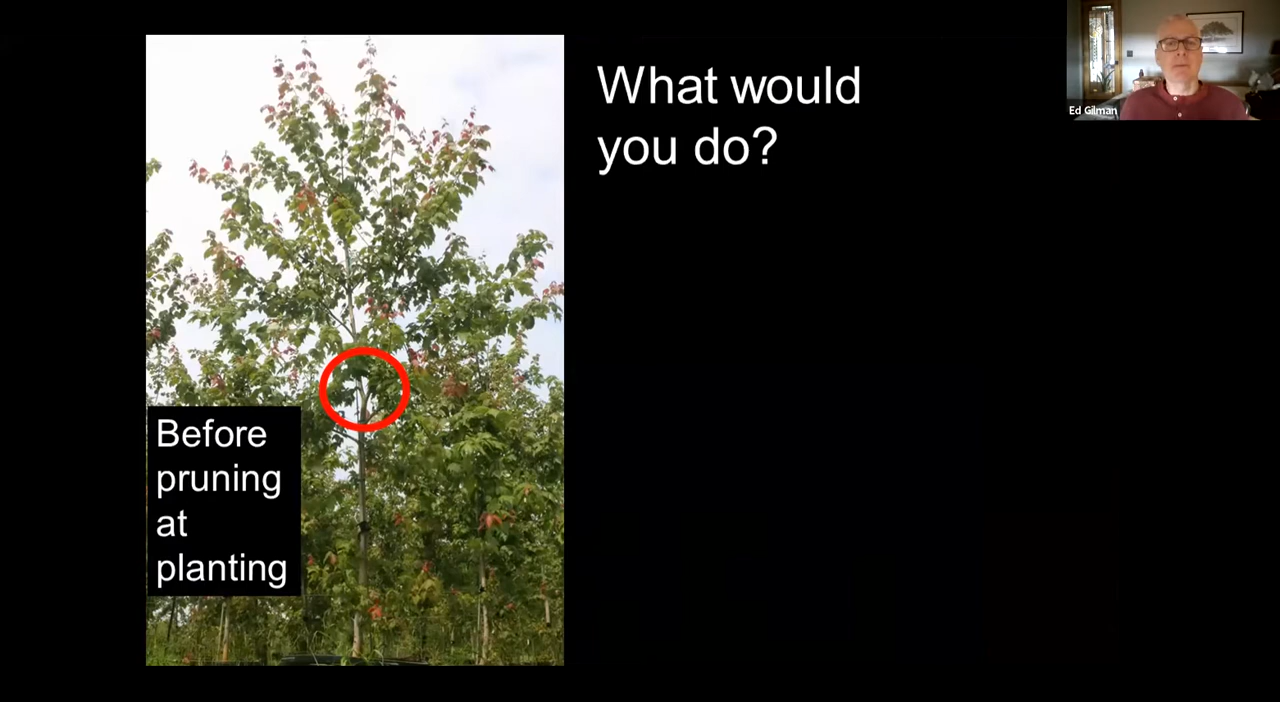 What would
you do?
Ed Gilman
Before
pruning
at
planting